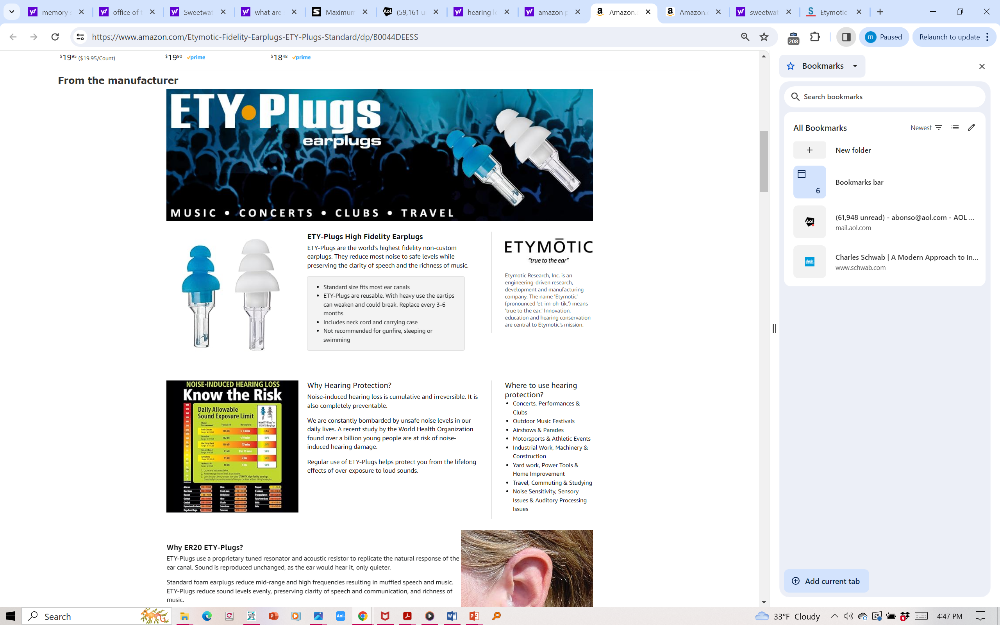 memory
office of t
Sweetwat
what are
Maximum
(59,161 u
hearing lo
amazon p
Amazon.c
Amazon.c
sweetwat
Etymotic
https://www.amazon.com/Etymotic-Fidelity-Earplugs-ETY-Plugs-Standard/dp/B0044DEESS
208
m Paused
Relaunch to update
$19.95 ($19.95/Count)
$19.90 prime
$18.48 prime
From the manufacturer
ETY•Plugs
earplugs
MUSIC • CONCERTS • CLUBS • TRAVEL
ETY-Plugs High Fidelity Earplugs
ETY-Plugs are the world's highest fidelity non-custom
earplugs. They reduce most noise to safe levels while
preserving the clarity of speech and the richness of music.
• Standard size fits most ear canals
• ETY-Plugs are reusable. With heavy use the eartips
can weaken and could break. Replace every 3-6
months
• Includes neck cord and carrying case
• Not recommended for gunfire, sleeping or
swimming
ETYMŌTIC
"true to the ear"
Etymotic Research, Inc. is an
engineering-driven research,
development and manufacturing
company. The name 'Etymotic'
(pronounced 'et-im-oh-tik.') means
'true to the ear.' Innovation,
education and hearing conservation
are central to Etymotic's mission.
NOISE-INDUCED HEARING LOSS
Know the Risk
Daily Allowable
Sound Exposure Limit
Why Hearing Protection?
Noise-induced hearing loss is cumulative and irreversible. It is
also completely preventable.
We are constantly bombarded by unsafe noise levels in our
daily lives. A recent study by the World Health Organization
found over a billion young people are at risk of noise-
induced hearing damage.
Regular use of ETY-Plugs helps protect you from the lifelong
effects of over exposure to loud sounds.
Where to use hearing
protection?
• Concerts, Performances &
Clubs
• Outdoor Music Festivals
• Airshows & Parades
• Motorsports & Athletic Events
• Industrial Work, Machinery &
Construction
• Yard work, Power Tools &
Home Improvement
• Travel, Commuting & Studying
• Noise Sensitivity, Sensory
Issues & Auditory Processing
Issues
Why ER20 ETY-Plugs?
ETY-Plugs use a proprietary tuned resonator and acoustic resistor to replicate the natural response of the
ear canal. Sound is reproduced unchanged, as the ear would hear it, only quieter.
Standard foam earplugs reduce mid-range and high frequencies resulting in muffled speech and music.
ETY-Plugs reduce sound levels evenly, preserving clarity of speech and communication, and richness of
music.
Bookmarks
Search bookmarks
All Bookmarks
Newest
New folder
6
Bookmarks bar
Aol.
(61,948 unread) - abonso@aol.com - AOL ...
mail.aol.com
Charles Schwab | A Modern Approach to In...
www.schwab.com
Add current tab
Search
Aol.
33°F Cloudy
9
4:47 PM